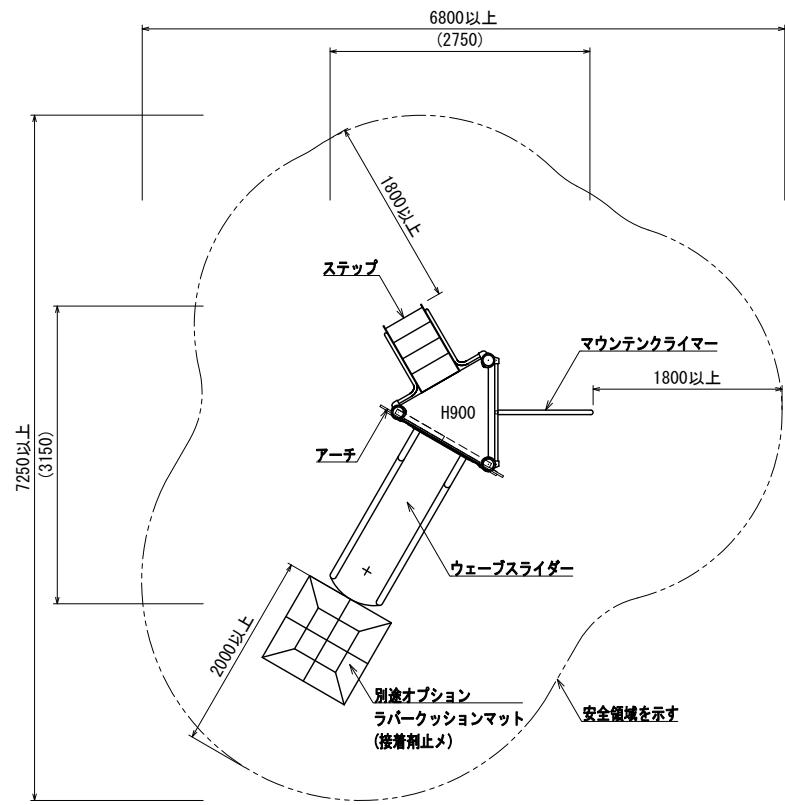 6800以上
(2750)
1800以上
ステップ
マウンテンクライマー
1800以上
H900
アーチ
7250以上
(3150)
ウェーブスライダー
2000以上
別途オプション
ラバークッションマット
(接着剤止メ)
安全領域を示す